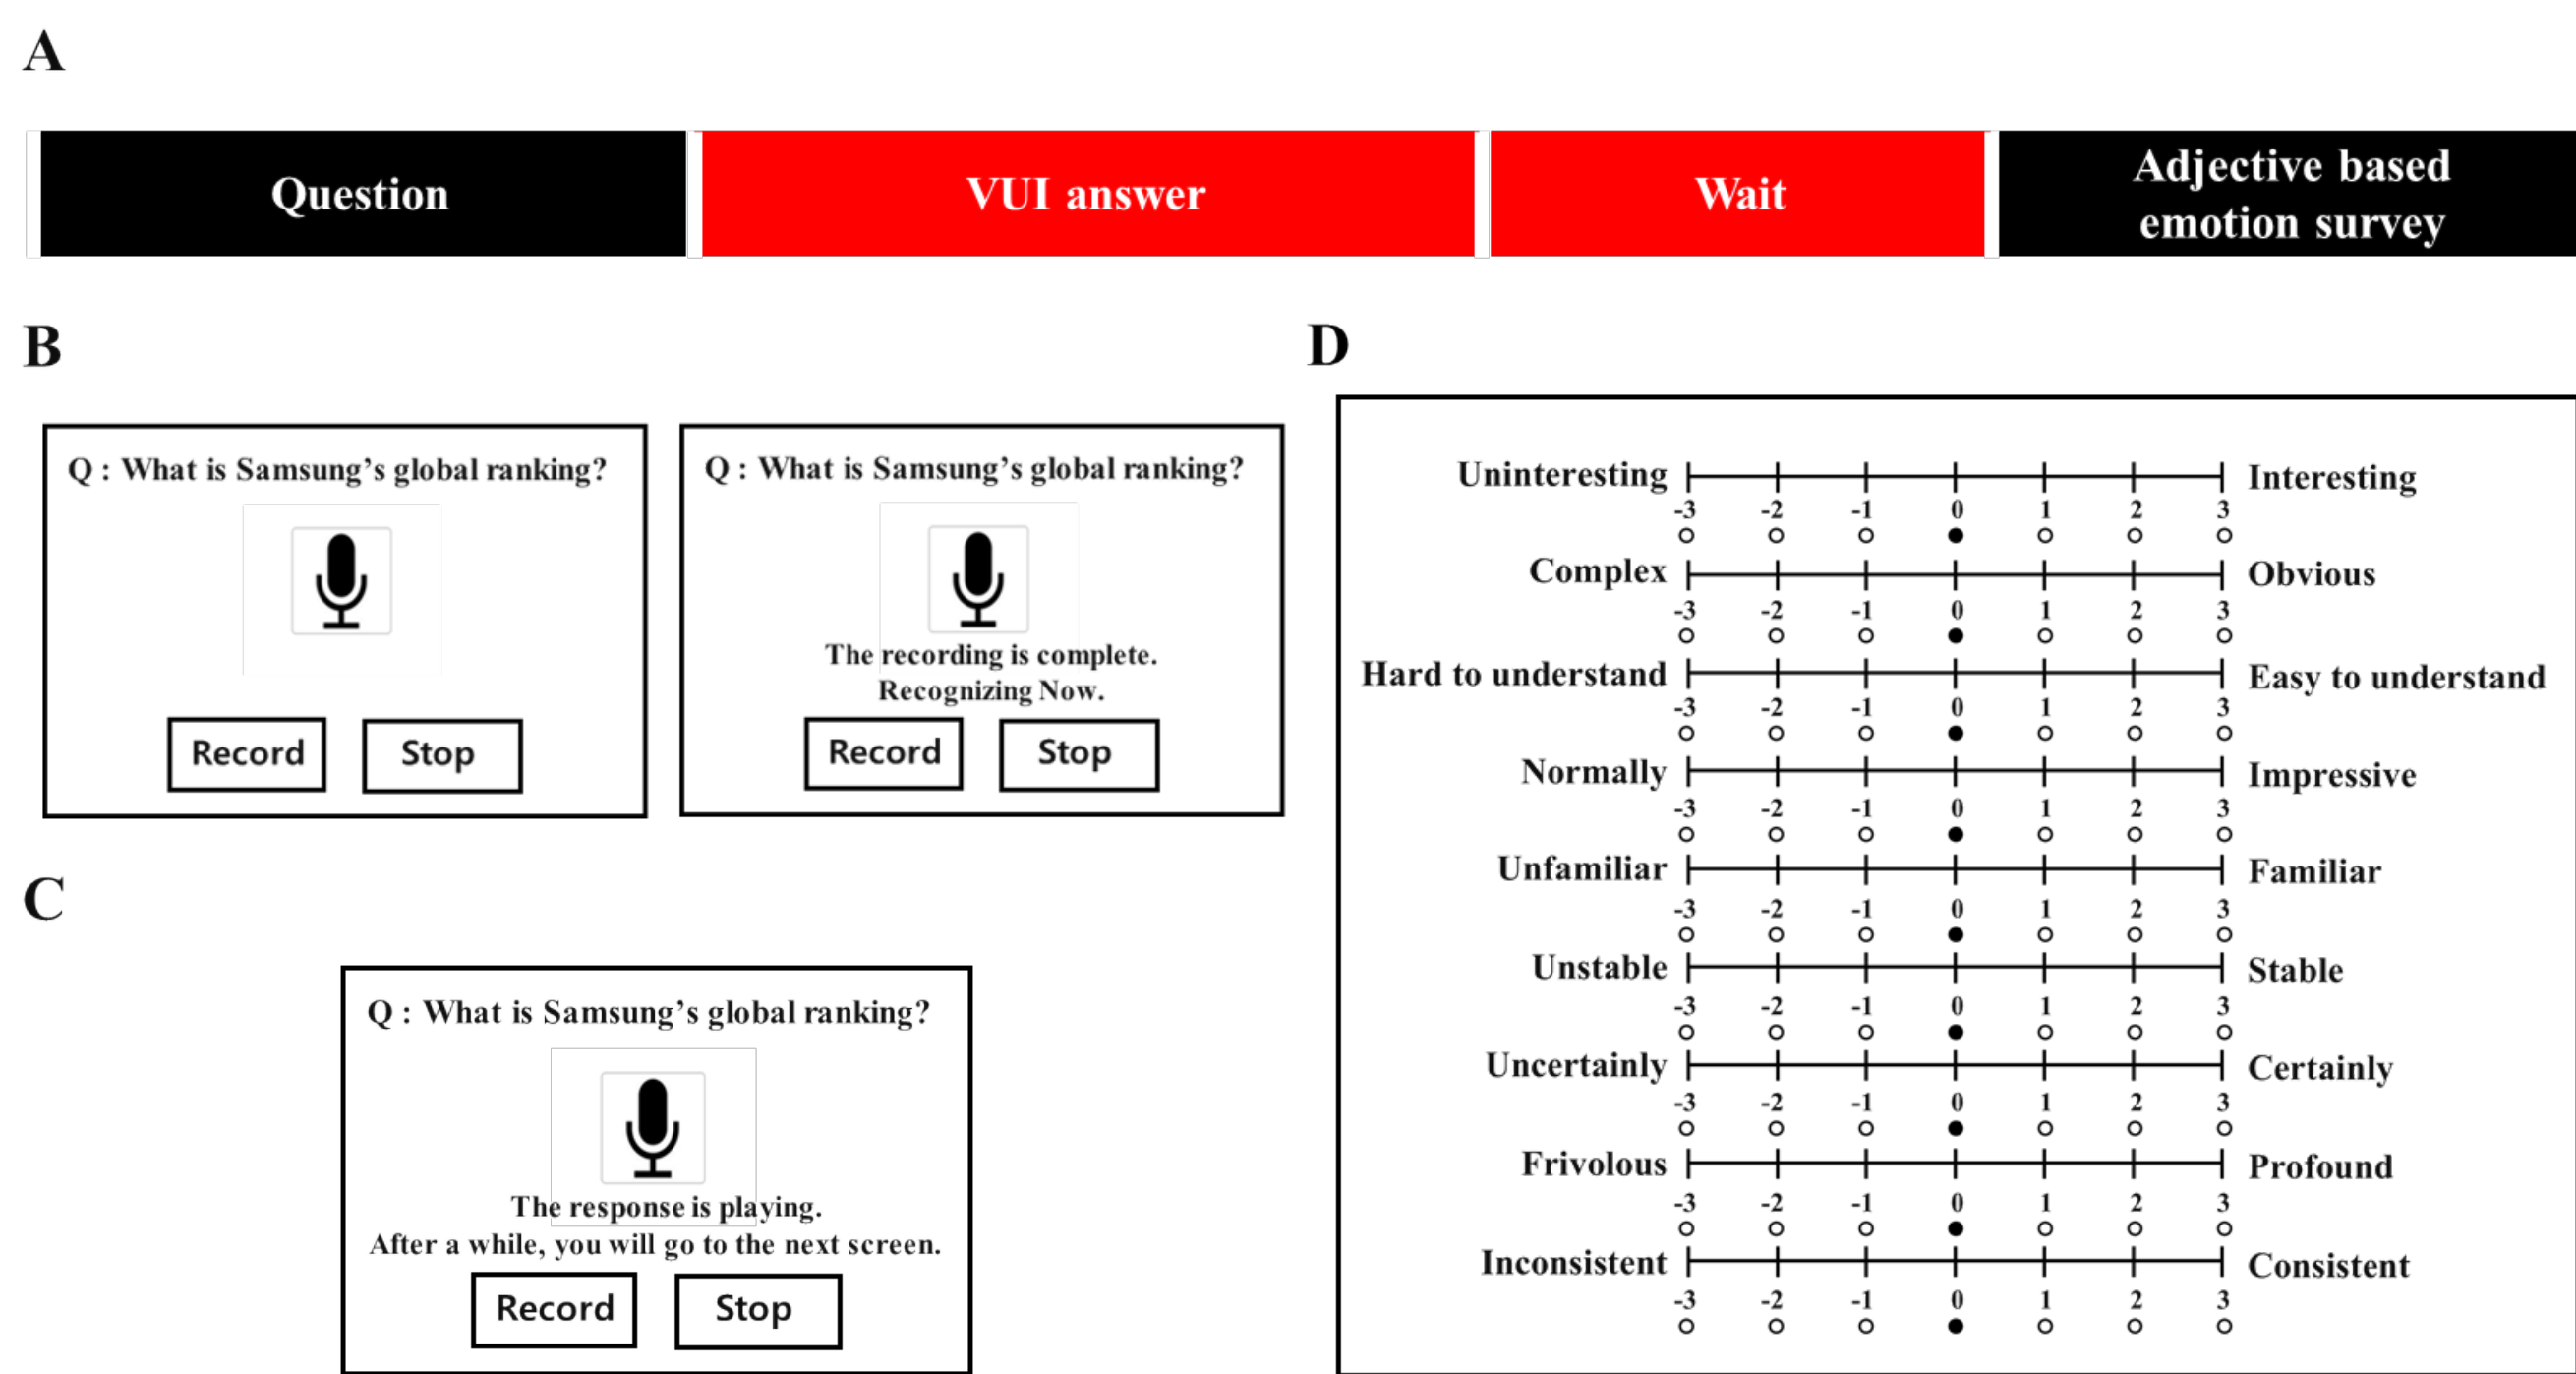 A
Question
VUI answer
Wait
Adjective based
emotion survey
B
Q : What is Samsung’s global ranking?
Record
Stop
Q : What is Samsung’s global ranking?
The recording is complete.
Recognizing Now.
Record
Stop
C
Q : What is Samsung’s global ranking?
The response is playing.
After a while, you will go to the next screen.
Record
Stop
D
Uninteresting Interesting
-3 -2 -1 0 1 2 3
Complex Obvious
-3 -2 -1 0 1 2 3
Hard to understand Easy to understand
-3 -2 -1 0 1 2 3
Normally Impressive
-3 -2 -1 0 1 2 3
Unfamiliar Familiar
-3 -2 -1 0 1 2 3
Unstable Stable
-3 -2 -1 0 1 2 3
Uncertainly Certainly
-3 -2 -1 0 1 2 3
Frivolous Profound
-3 -2 -1 0 1 2 3
Inconsistent Consistent
-3 -2 -1 0 1 2 3